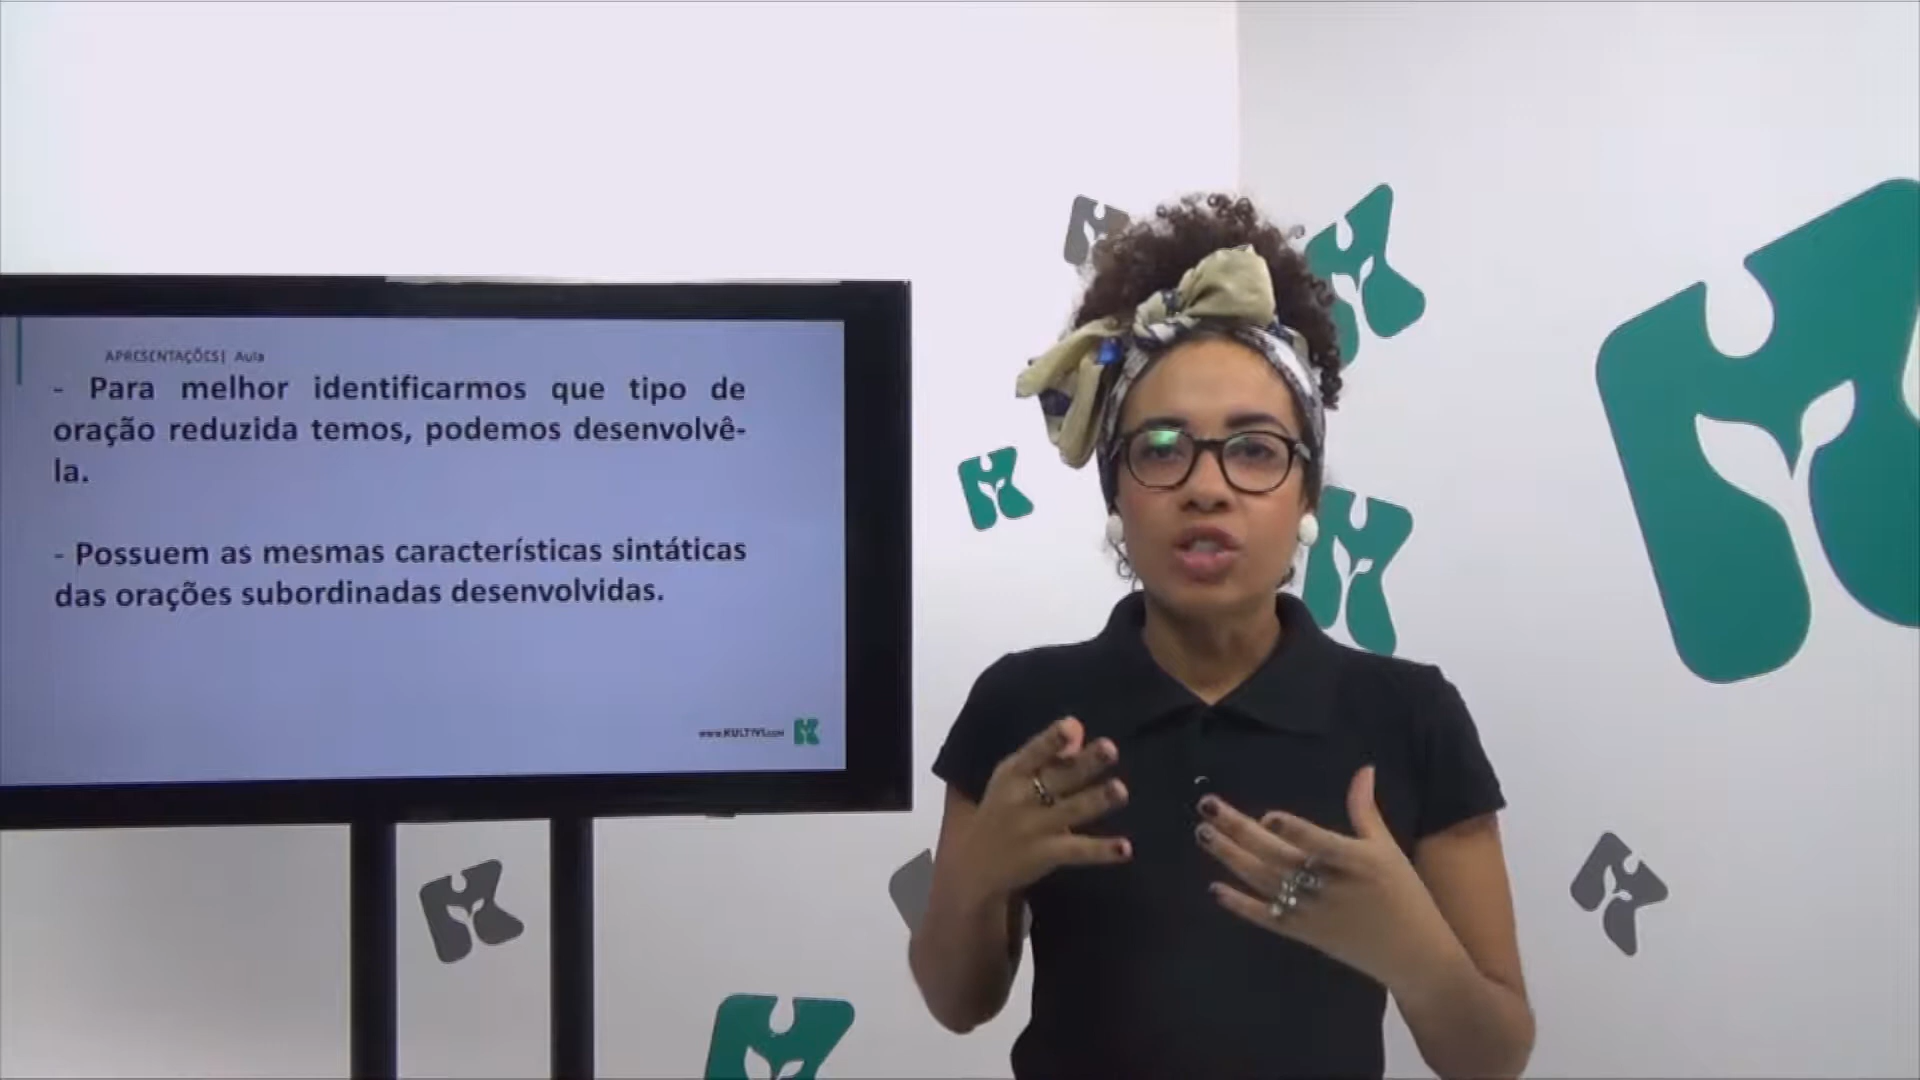 APRESENTAÇÕES| Aula
- Para melhor identificarmos que tipo de
oração reduzida temos, podemos desenvolvê-
la.
- Possuem as mesmas características sintáticas
das orações subordinadas desenvolvidas.
www.KULTIVI.com